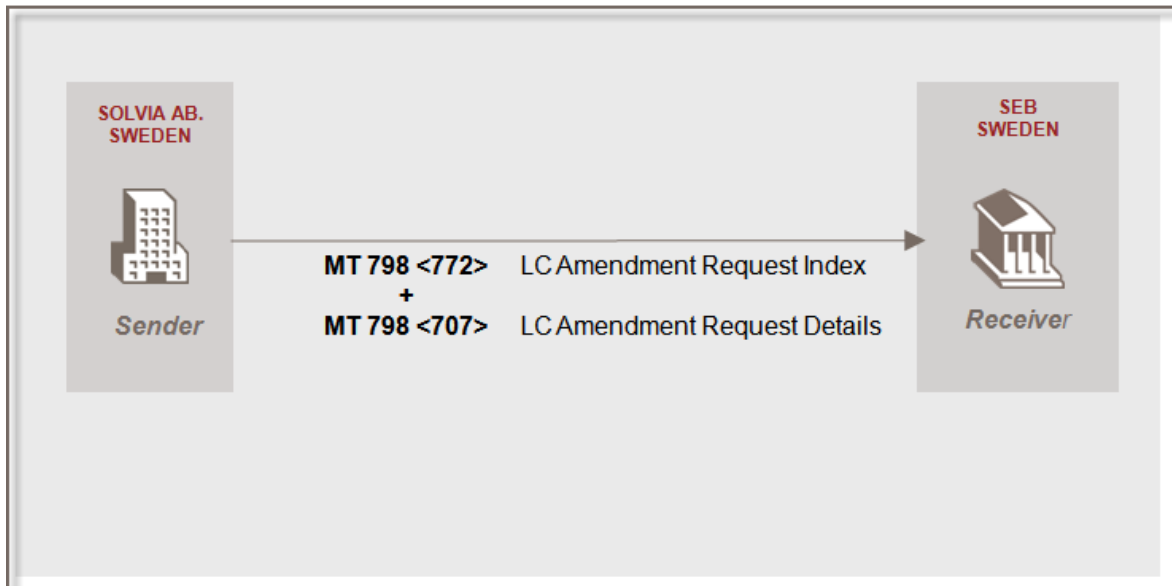 SOLVIA AB.
SWEDEN
Sender
MT 798 <772> LC Amendment Request Index
+
MT 798 <707> LC Amendment Request Details
SEB
SWEDEN
Receiver